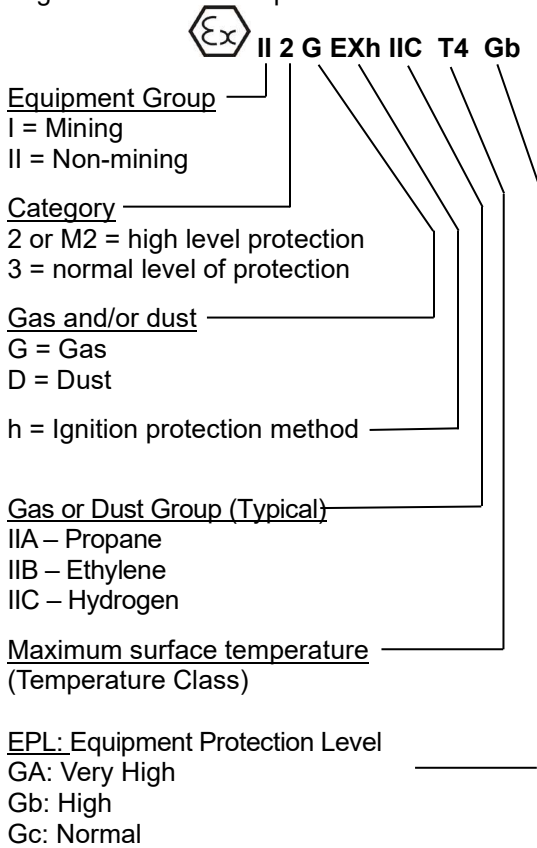 Ex II 2 G EXh IIC T4 Gb
Equipment Group
I = Mining
II = Non-mining
Category
2 or M2 = high level protection
3 = normal level of protection
Gas and/or dust
G = Gas
D = Dust
h = Ignition protection method
Gas or Dust Group (Typical)
IIA – Propane
IIB – Ethylene
IIC – Hydrogen
Maximum surface temperature
(Temperature Class)
EPL: Equipment Protection Level
GA: Very High
Gb: High
Gc: Normal